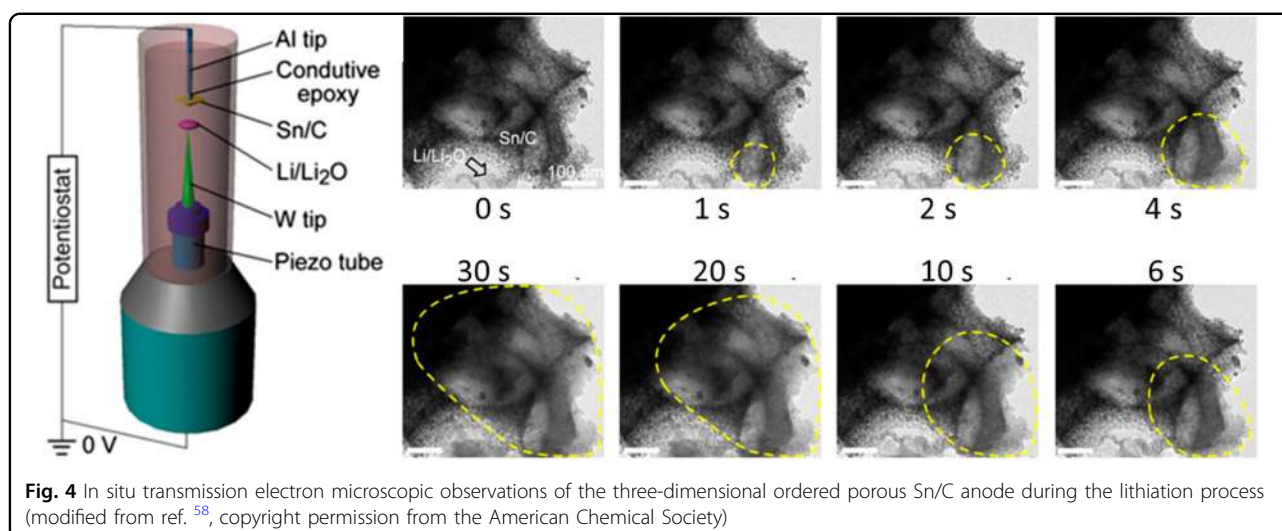 Al tip
Condutive
epoxy
Sn/C
Li/Li₂O
W tip
Piezo tube
Potentiostat
0 V
Li/Li₂O
Sn/C
100 nm
0 s
1 s
2 s
4 s
30 s
20 s
10 s
6 s
Fig. 4 In situ transmission electron microscopic observations of the three-dimensional ordered porous Sn/C anode during the lithiation process
(modified from ref. ⁵⁸, copyright permission from the American Chemical Society)